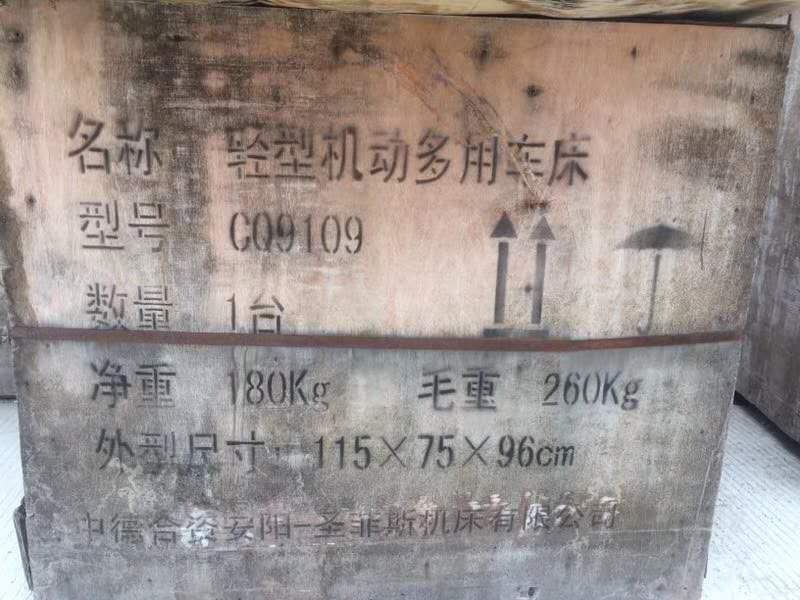 名称 轻型机动多用车床
型号 CQ9109
数量 1台
净重 180Kg 毛重 260Kg
外型尺寸: 115×75×96cm
中德合资安阳-圣菲斯机床有限公司